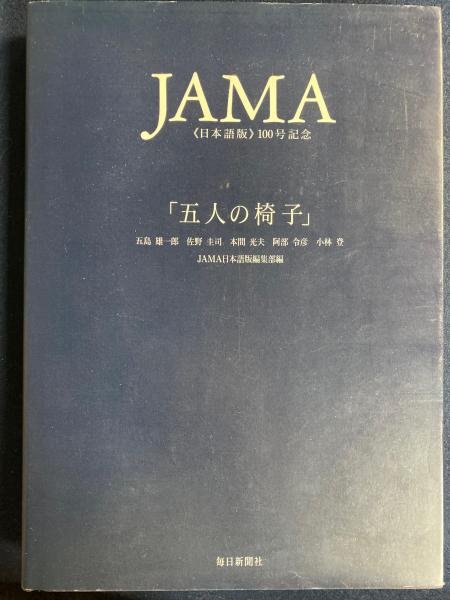 JAMA
《日本語版》100号記念
「五人の椅子」
五島 雄一郎 佐野 圭司 本間 光夫 阿部 令彦 小林 登
JAMA日本語版編集部編
毎日新聞社